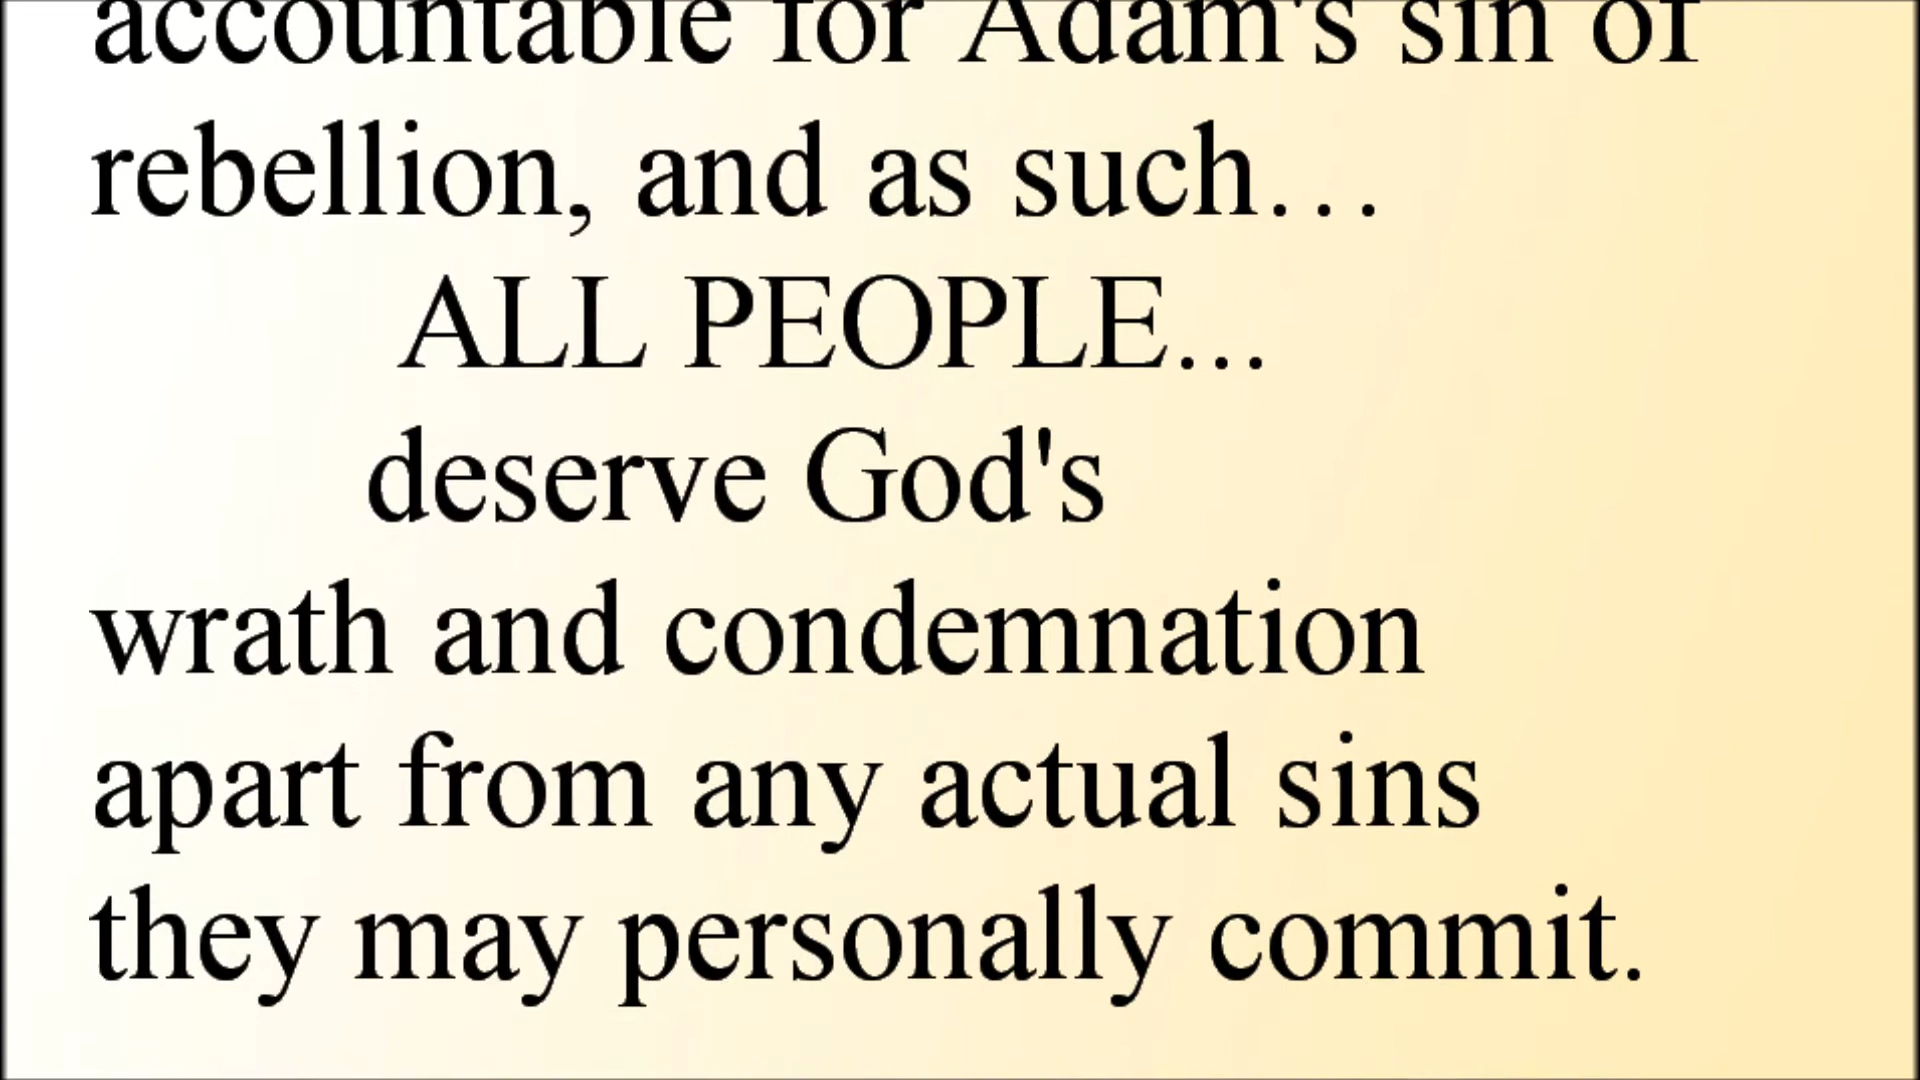 accountable for Adam's sin of
rebellion, and as such…
ALL PEOPLE...
deserve God's
wrath and condemnation
apart from any actual sins
they may personally commit.